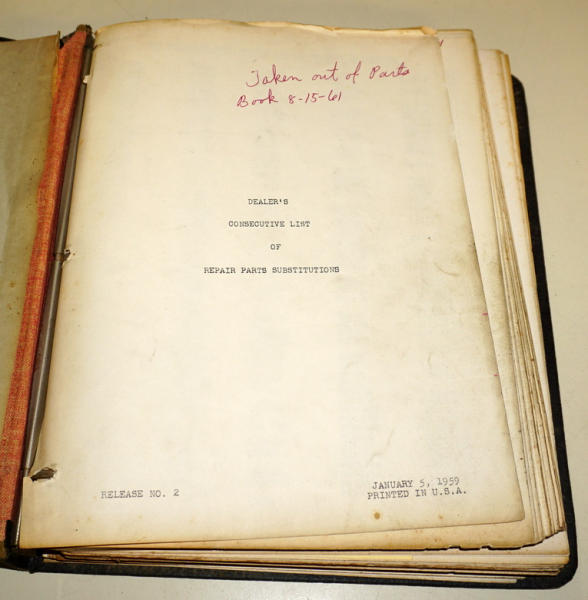 Taken out of Parts
Book 8-15-61
DEALER'S
CONSECUTIVE LIST
OF
REPAIR PARTS SUBSTITUTIONS
RELEASE NO. 2
JANUARY 5, 1959
PRINTED IN U.S.A.